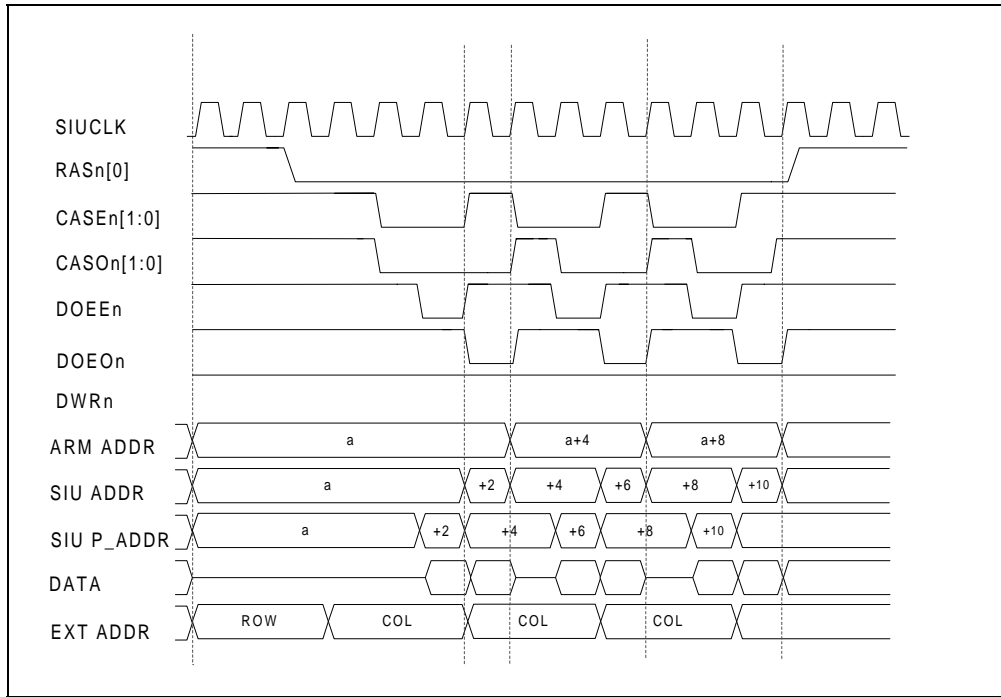 SIUCLK
RASn[0]
CASEn[1:0]
CASOn[1:0]
DOEEn
DOEOn
DWRn
ARM ADDR a a+4 a+8
SIU ADDR a +2 +4 +6 +8 +10
SIU P_ADDR a +2 +4 +6 +8 +10
DATA
EXT ADDR ROW COL COL COL